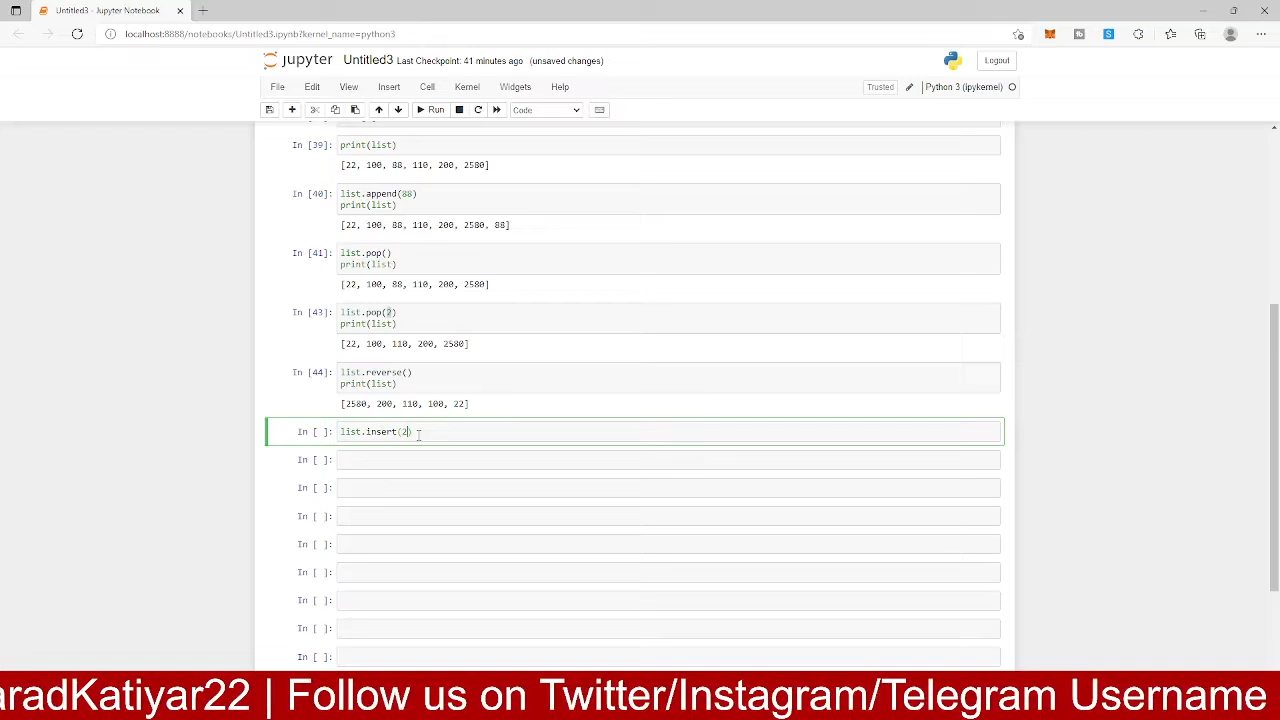 Untitled3 - Jupyter Notebook
localhost:8888/notebooks/Untitled3.ipynb?kernel_name=python3
jupyter Untitled3 Last Checkpoint: 41 minutes ago (unsaved changes) Logout
File Edit View Insert Cell Kernel Widgets Help Trusted Python 3 (ipykernel)
Run Code
In [39]: print(list)
[22, 100, 88, 110, 200, 2580]
In [40]: list.append(88)
print(list)
[22, 100, 88, 110, 200, 2580, 88]
In [41]: list.pop()
print(list)
[22, 100, 88, 110, 200, 2580]
In [43]: list.pop(2)
print(list)
[22, 100, 110, 200, 2580]
In [44]: list.reverse()
print(list)
[2580, 200, 110, 100, 22]
In [ ]: list.insert(2)
In [ ]:
In [ ]:
In [ ]:
In [ ]:
In [ ]:
In [ ]:
In [ ]:
In [ ]:
aradKatiyar22 | Follow us on Twitter/Instagram/Telegram Username